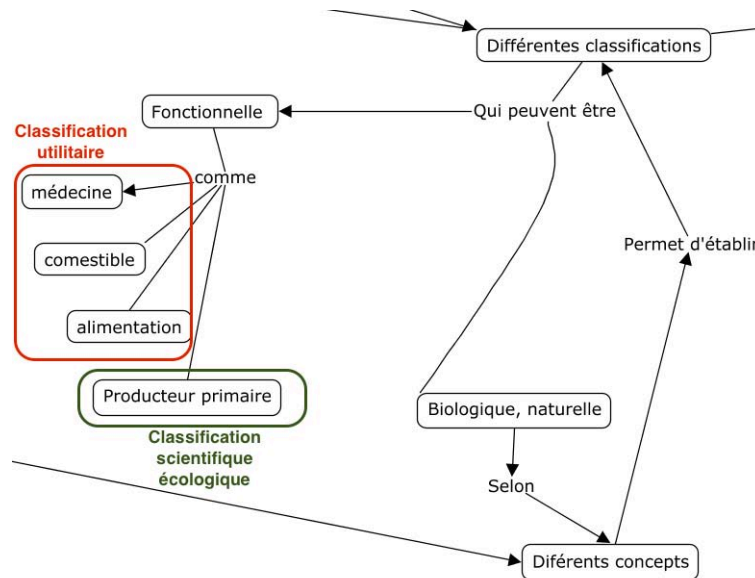 Différentes classifications
Fonctionnelle
Qui peuvent être
Classification
utilitaire
comme
médecine
Permet d'établir
comestible
alimentation
Producteur primaire
Biologique, naturelle
Classification
scientifique
écologique
Selon
Diférents concepts